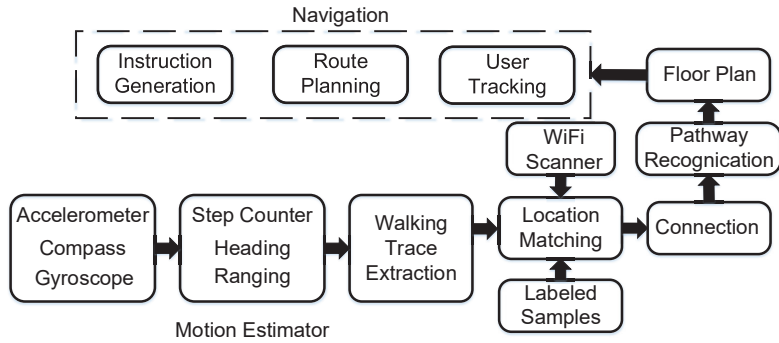 Navigation
Instruction
Generation
Route
Planning
User
Tracking
Floor Plan
WiFi
Scanner
Pathway
Recognication
Accelerometer
Compass
Gyroscope
Step Counter
Heading
Ranging
Walking
Trace
Extraction
Location
Matching
Connection
Labeled
Samples
Motion Estimator